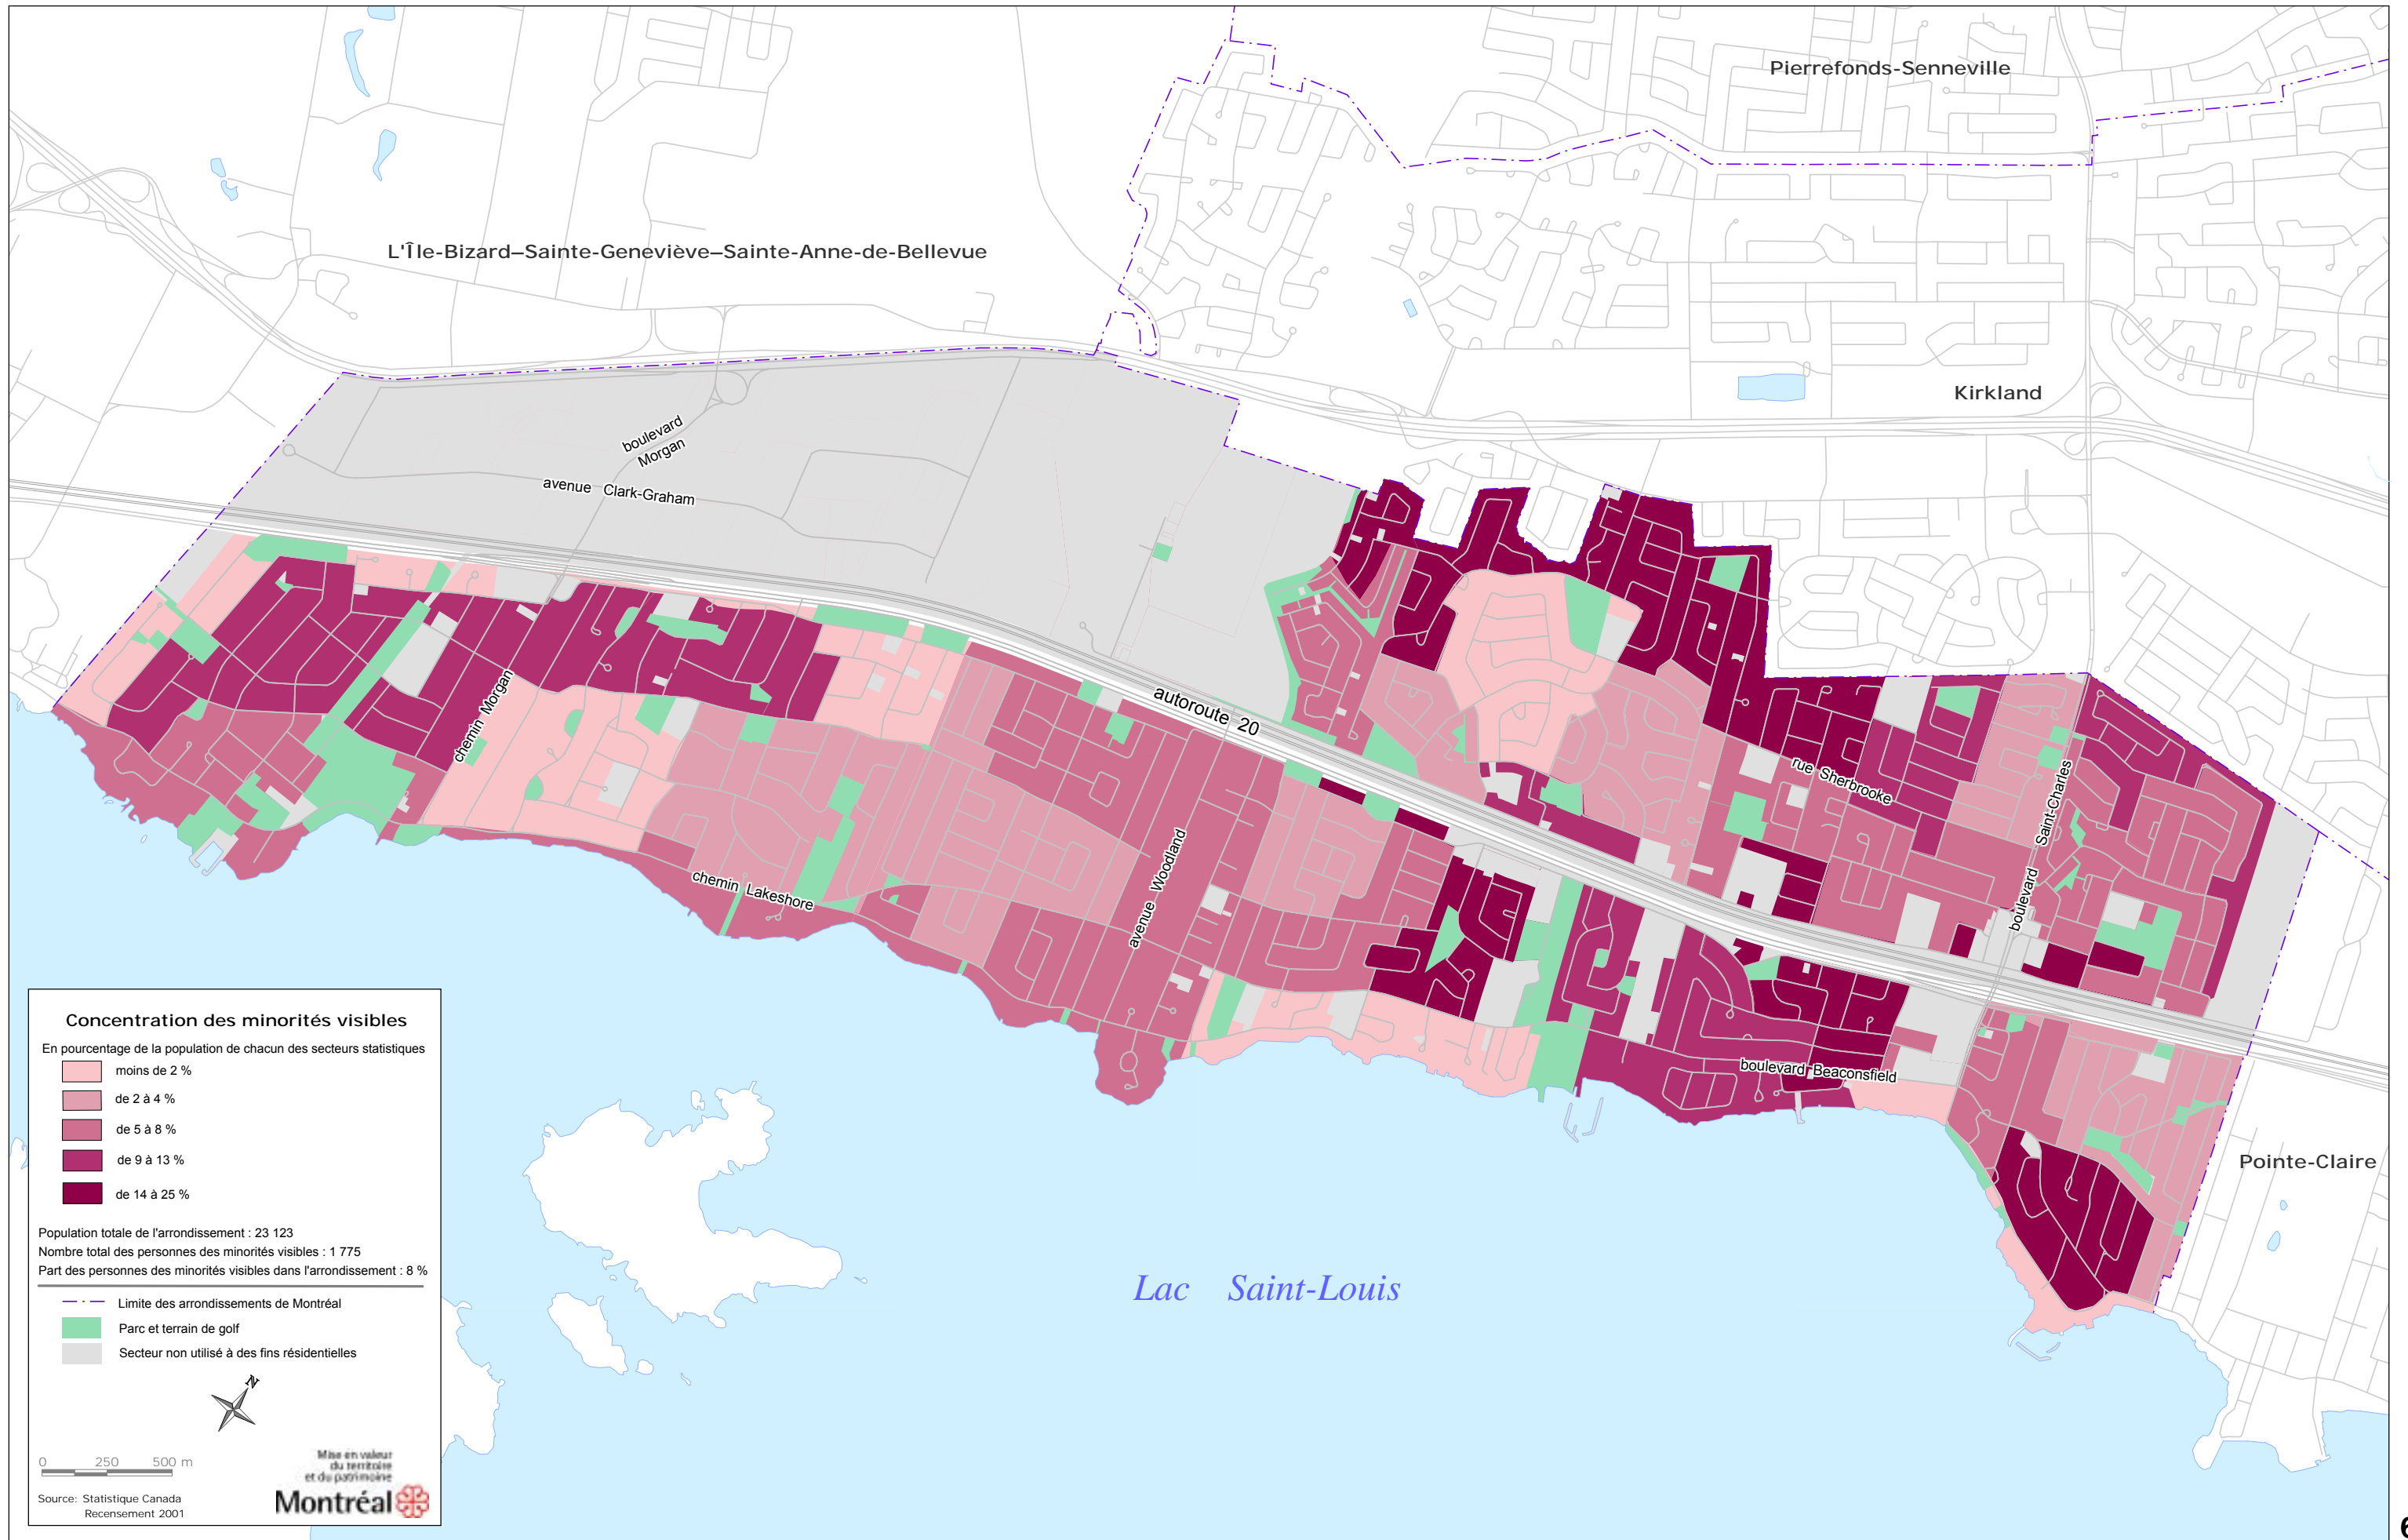 Pierrefonds-Senneville
L'Île-Bizard–Sainte-Geneviève–Sainte-Anne-de-Bellevue
Kirkland
boulevard
Morgan
avenue Clark-Graham
autoroute 20
chemin Morgan
rue Sherbrooke
boulevard Saint-Charles
chemin Lakeshore
avenue Woodland
boulevard Beaconsfield
Pointe-Claire
Lac Saint-Louis
Concentration des minorités visibles
En pourcentage de la population de chacun des secteurs statistiques
moins de 2 %
de 2 à 4 %
de 5 à 8 %
de 9 à 13 %
de 14 à 25 %
Population totale de l'arrondissement : 23 123
Nombre total des personnes des minorités visibles : 1 775
Part des personnes des minorités visibles dans l'arrondissement : 8 %
Limite des arrondissements de Montréal
Parc et terrain de golf
Secteur non utilisé à des fins résidentielles
N
0 250 500 m
Mise en valeur
du territoire
et du patrimoine
Montréal
Source: Statistique Canada
Recensement 2001